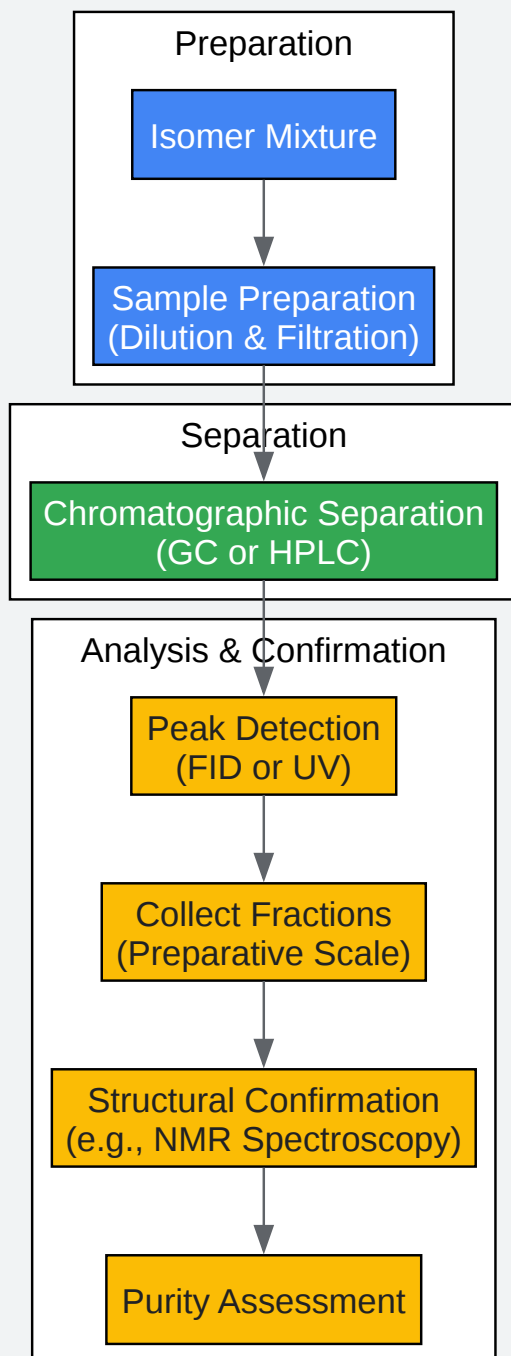 Preparation
Isomer Mixture
Sample Preparation
(Dilution & Filtration)
Separation
Chromatographic Separation
(GC or HPLC)
Analysis & Confirmation
Peak Detection
(FID or UV)
Collect Fractions
(Preparative Scale)
Structural Confirmation
(e.g., NMR Spectroscopy)
Purity Assessment